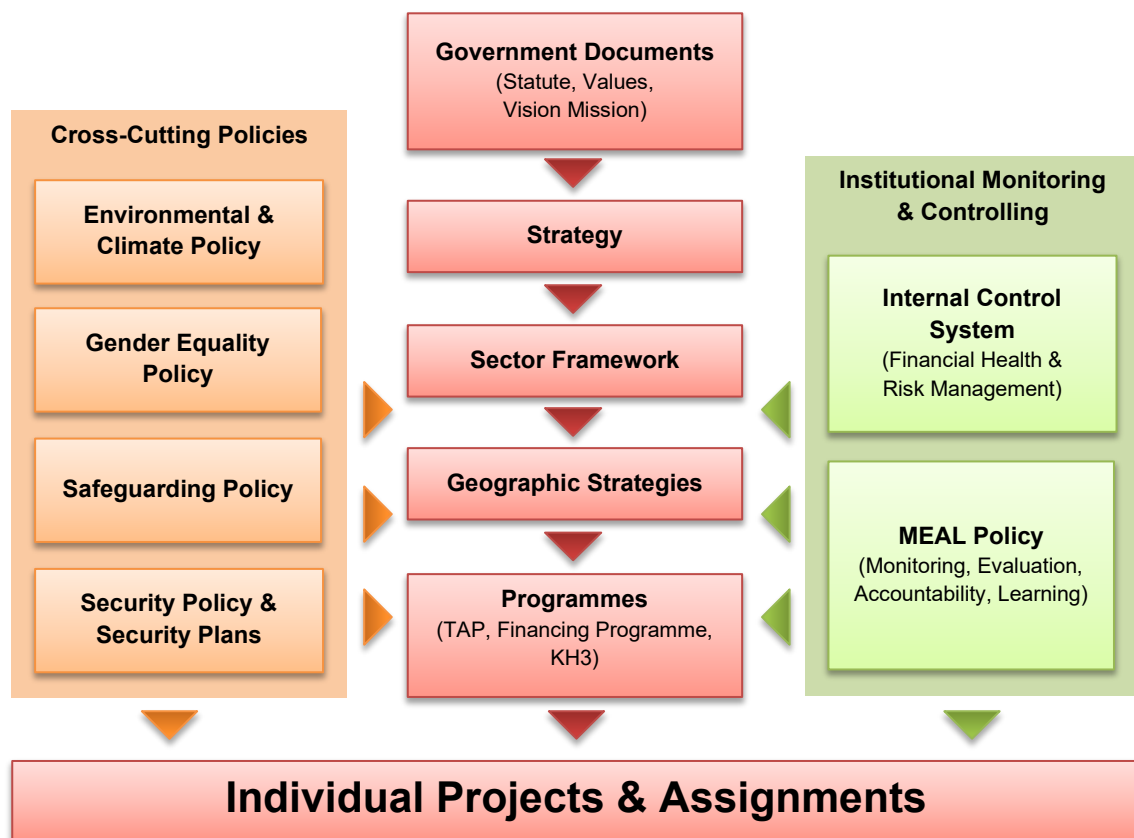 Government Documents
(Statute, Values,
Vision Mission)
Cross-Cutting Policies
Environmental &
Climate Policy
Gender Equality
Policy
Safeguarding Policy
Security Policy &
Security Plans
Strategy
Sector Framework
Geographic Strategies
Programmes
(TAP, Financing Programme,
KH3)
Institutional Monitoring
& Controlling
Internal Control
System
(Financial Health &
Risk Management)
MEAL Policy
(Monitoring, Evaluation,
Accountability, Learning)
Individual Projects & Assignments